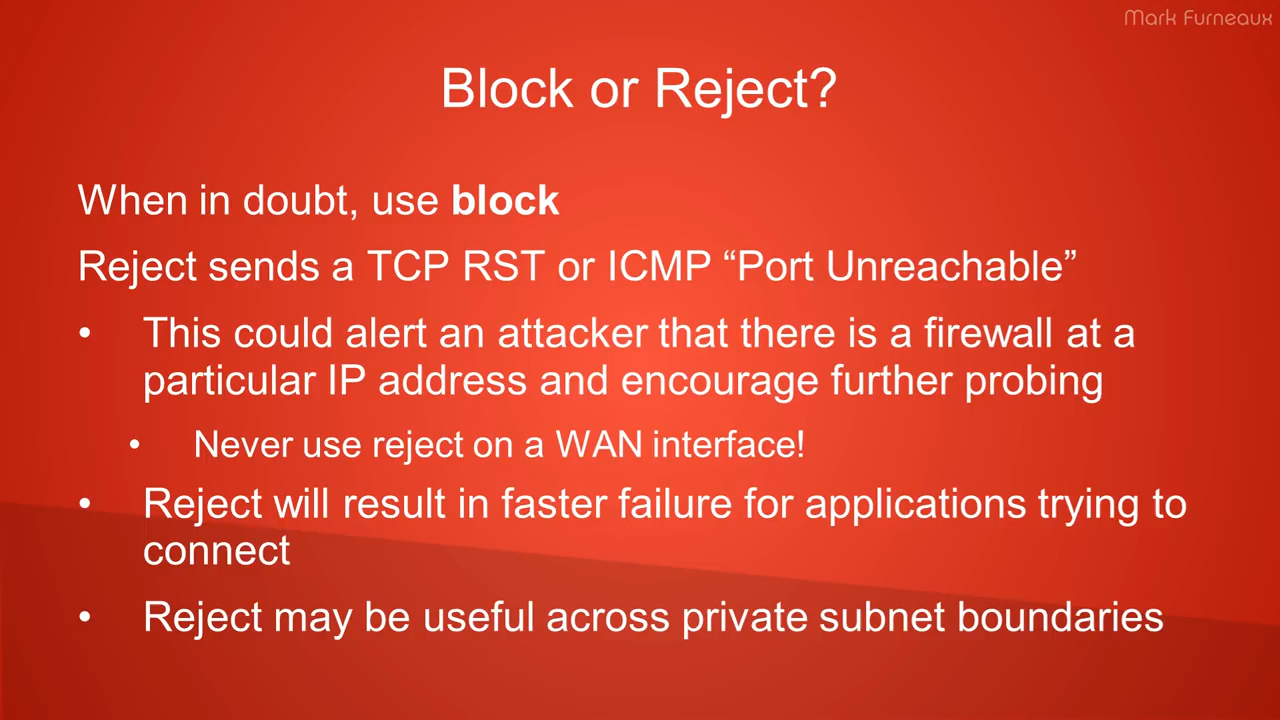 Mark Furneaux
Block or Reject?
When in doubt, use block
Reject sends a TCP RST or ICMP “Port Unreachable”
• This could alert an attacker that there is a firewall at a
particular IP address and encourage further probing
• Never use reject on a WAN interface!
• Reject will result in faster failure for applications trying to
connect
• Reject may be useful across private subnet boundaries